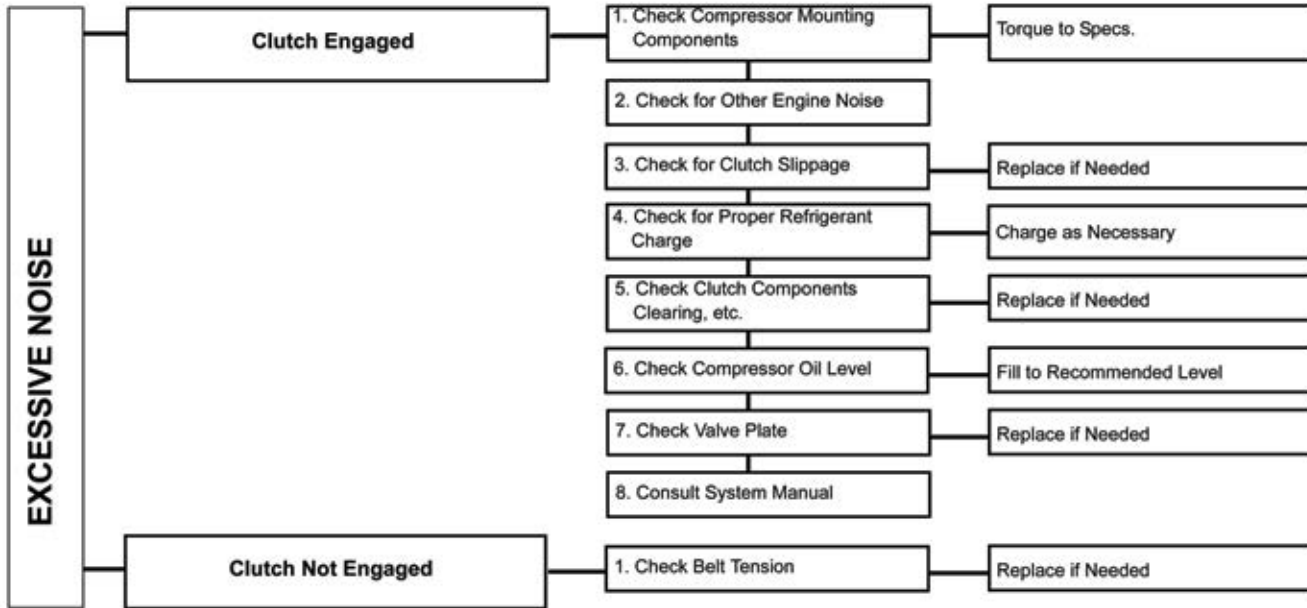 EXCESSIVE NOISE
Clutch Engaged
1. Check Compressor Mounting
Components
Torque to Specs.
2. Check for Other Engine Noise
3. Check for Clutch Slippage
Replace if Needed
4. Check for Proper Refrigerant
Charge
Charge as Necessary
5. Check Clutch Components
Clearing, etc.
Replace if Needed
6. Check Compressor Oil Level
Fill to Recommended Level
7. Check Valve Plate
Replace if Needed
8. Consult System Manual
Clutch Not Engaged
1. Check Belt Tension
Replace if Needed